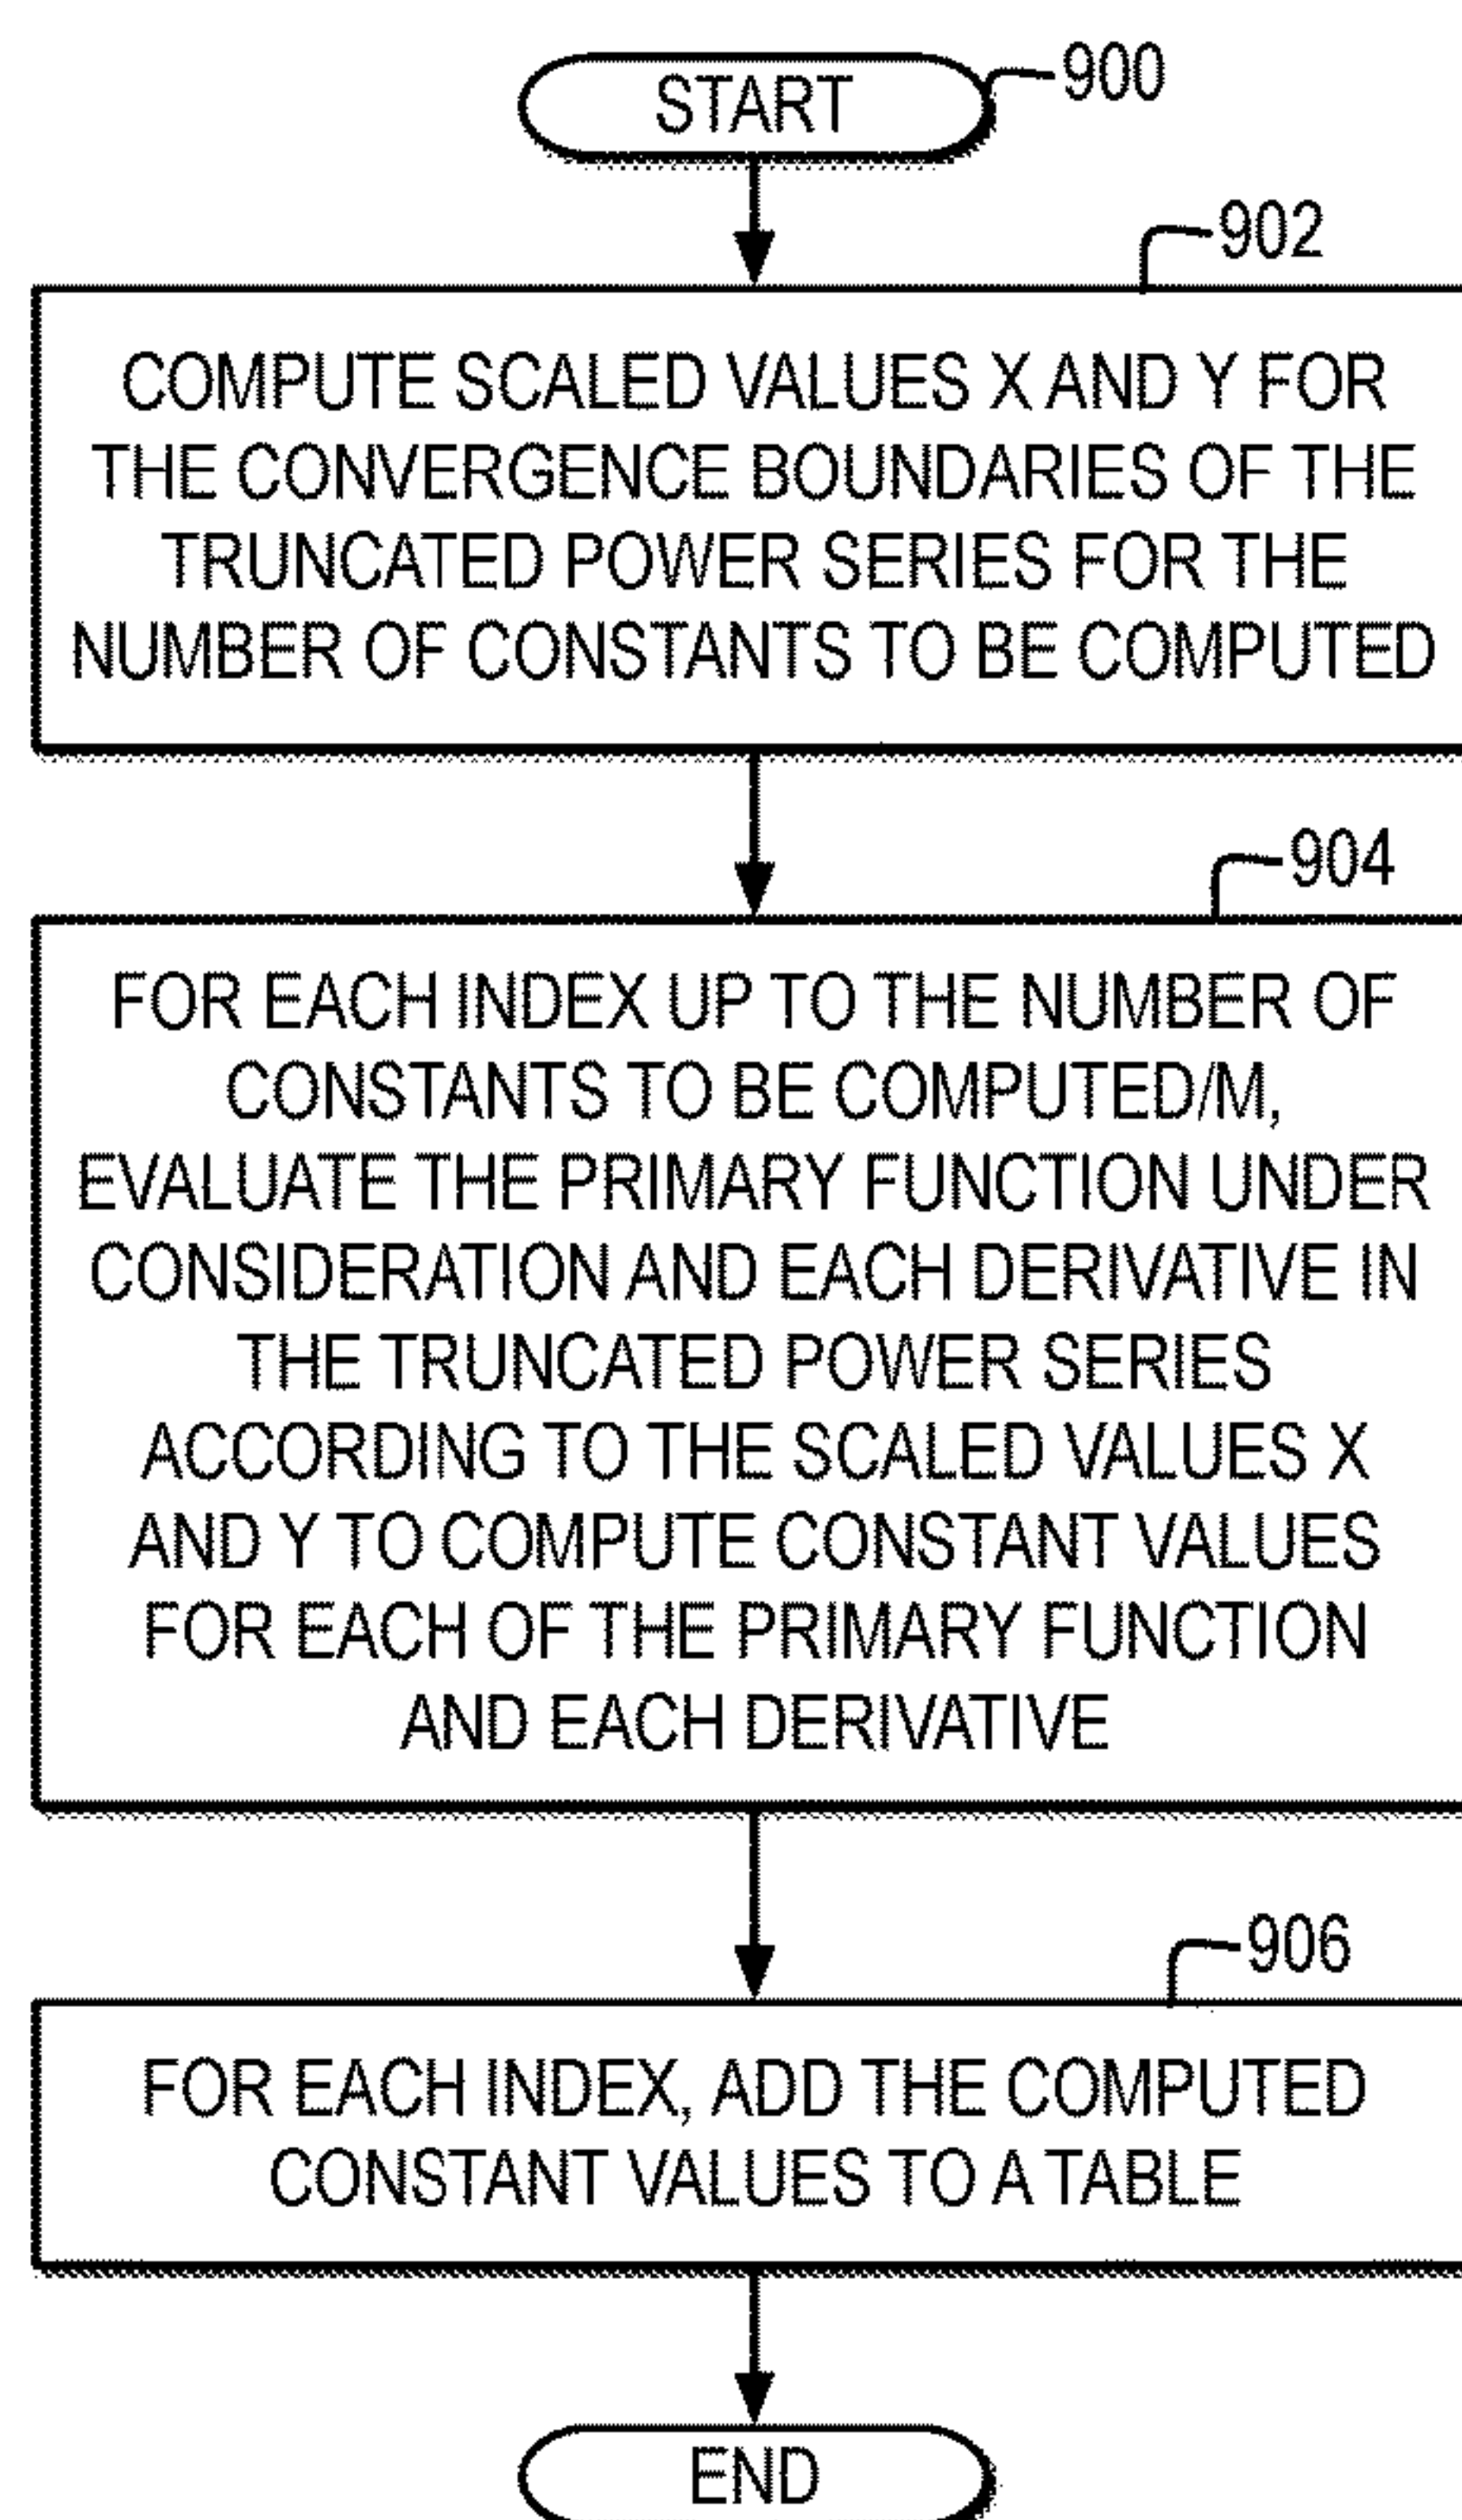 START
900
902
COMPUTE SCALED VALUES X AND Y FOR
THE CONVERGENCE BOUNDARIES OF THE
TRUNCATED POWER SERIES FOR THE
NUMBER OF CONSTANTS TO BE COMPUTED
904
FOR EACH INDEX UP TO THE NUMBER OF
CONSTANTS TO BE COMPUTED/M,
EVALUATE THE PRIMARY FUNCTION UNDER
CONSIDERATION AND EACH DERIVATIVE IN
THE TRUNCATED POWER SERIES
ACCORDING TO THE SCALED VALUES X
AND Y TO COMPUTE CONSTANT VALUES
FOR EACH OF THE PRIMARY FUNCTION
AND EACH DERIVATIVE
906
FOR EACH INDEX, ADD THE COMPUTED
CONSTANT VALUES TO A TABLE
END